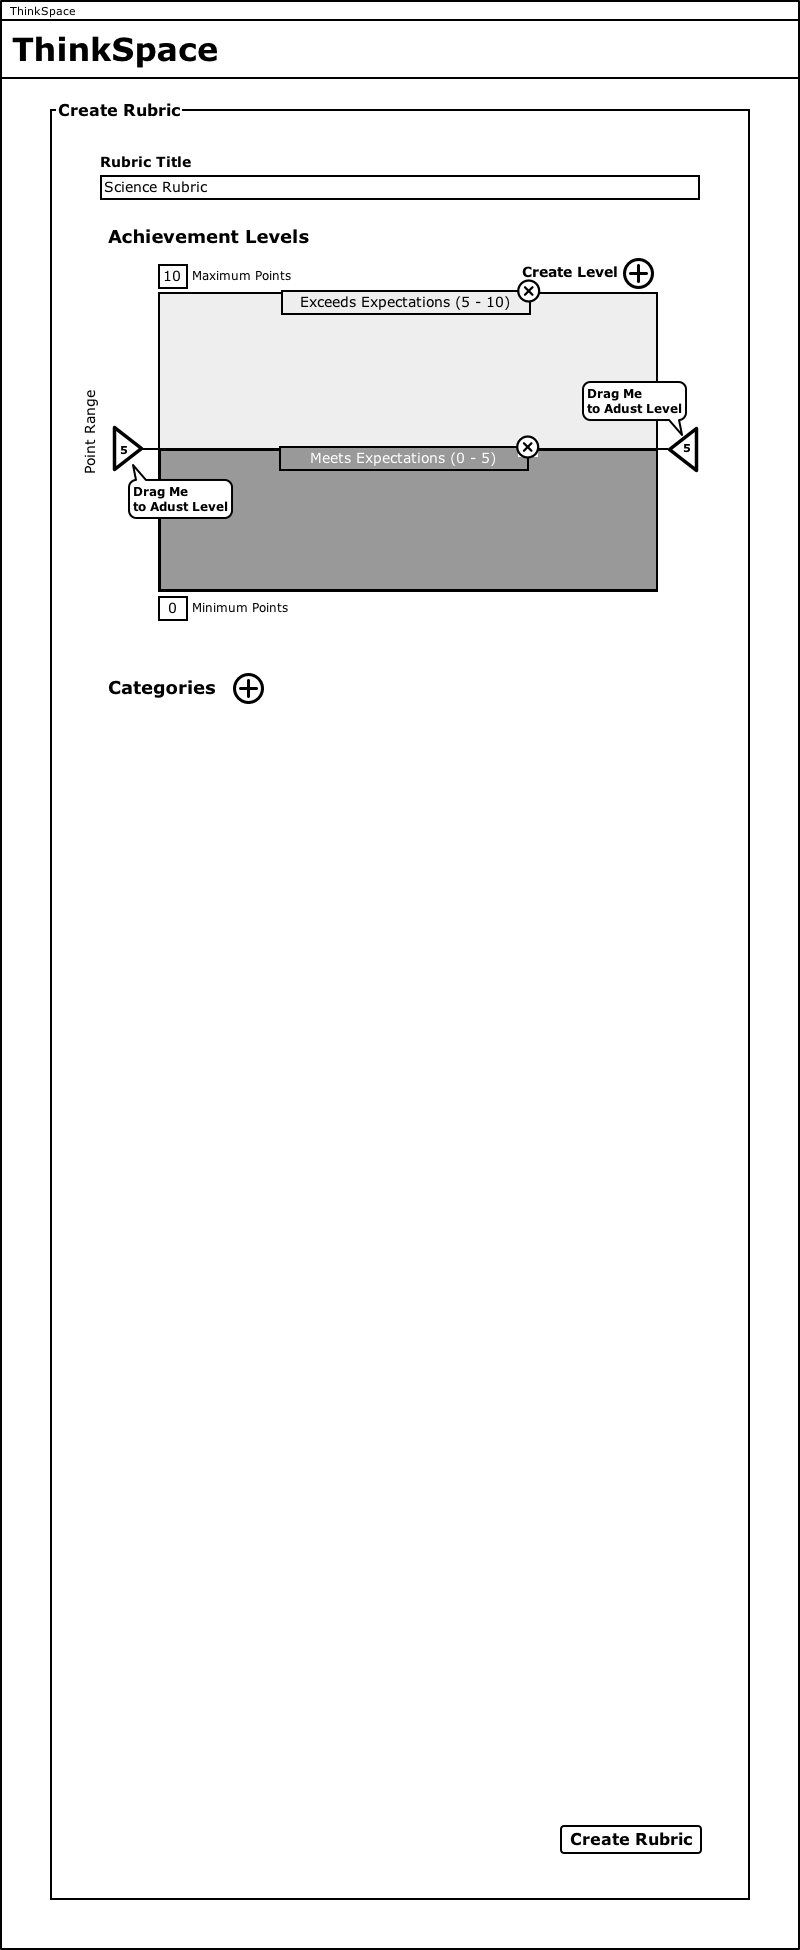 ThinkSpace
ThinkSpace
Create Rubric
Rubric Title
Science Rubric
Achievement Levels
10 Maximum Points
Create Level
Exceeds Expectations (5 - 10)
Drag Me
to Adust Level
Point Range
5
5
Meets Expectations (0 - 5)
Drag Me
to Adust Level
0 Minimum Points
Categories
Create Rubric